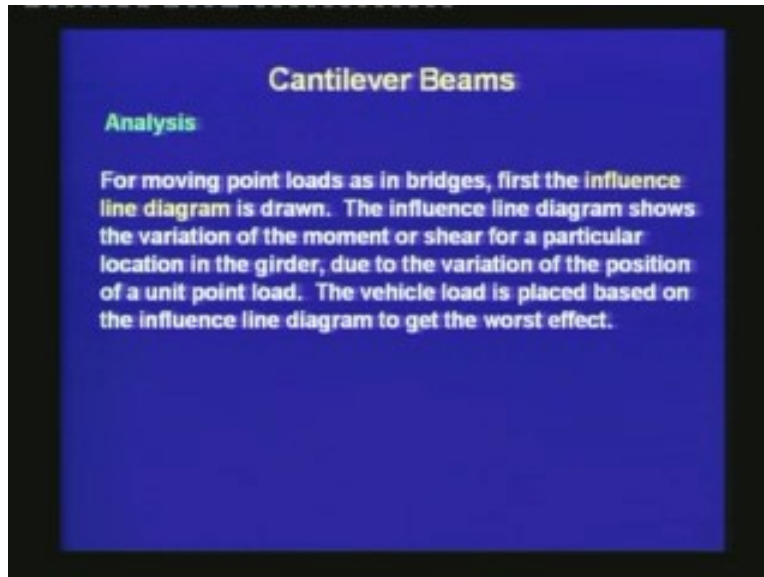 Cantilever Beams
Analysis
For moving point loads as in bridges, first the influence
line diagram is drawn. The influence line diagram shows
the variation of the moment or shear for a particular
location in the girder, due to the variation of the position
of a unit point load. The vehicle load is placed based on
the influence line diagram to get the worst effect.